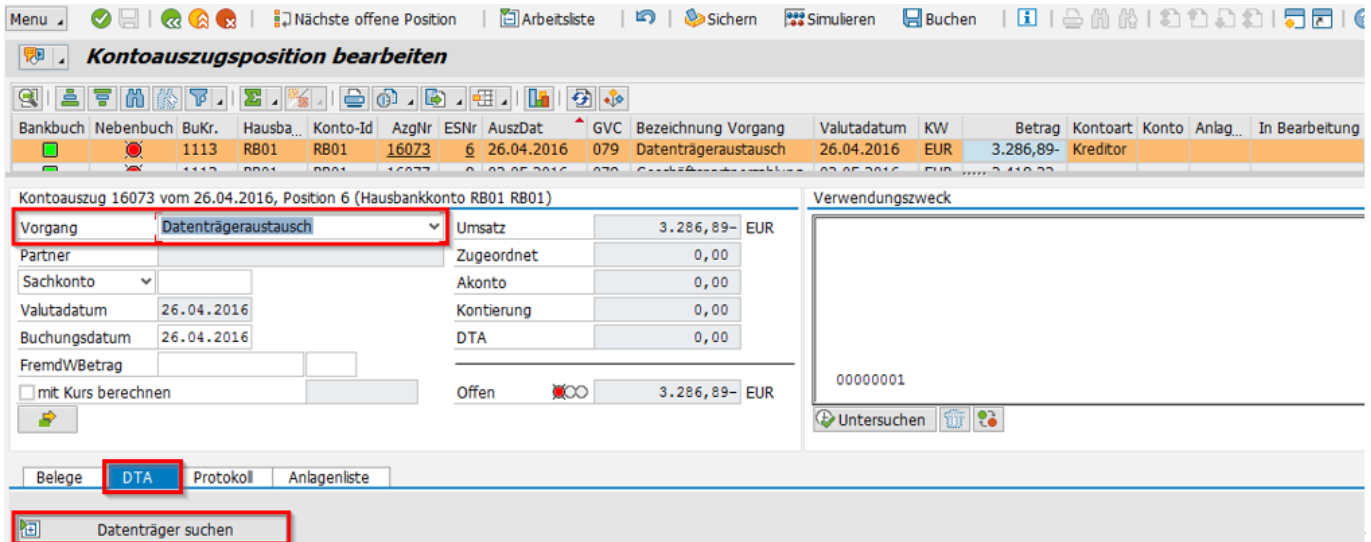 Menu Nächste offene Position Arbeitsliste Sichern Simulieren Buchen
Kontoauszugsposition bearbeiten
Bankbuch Nebenbuch BuKr. Hausba... Konto-Id AzgNr ESNr AuszDat GVC Bezeichnung Vorgang Valutadatum KW Betrag Kontoart Konto Anlag... In Bearbeitung
1113 RB01 RB01 16073 6 26.04.2016 079 Datenträgeraustausch 26.04.2016 EUR 3.286,89- Kreditor
Kontoauszug 16073 vom 26.04.2016, Position 6 (Hausbankkonto RB01 RB01) Verwendungszweck
Vorgang Datenträgeraustausch Umsatz 3.286,89- EUR
Partner Zugeordnet 0,00
Sachkonto Akonto 0,00
Valutadatum 26.04.2016 Kontierung 0,00
Buchungsdatum 26.04.2016 DTA 0,00
FremdWBetrag
mit Kurs berechnen Offen 3.286,89- EUR
00000001
Untersuchen
Belege DTA Protokoll Anlagenliste
Datenträger suchen